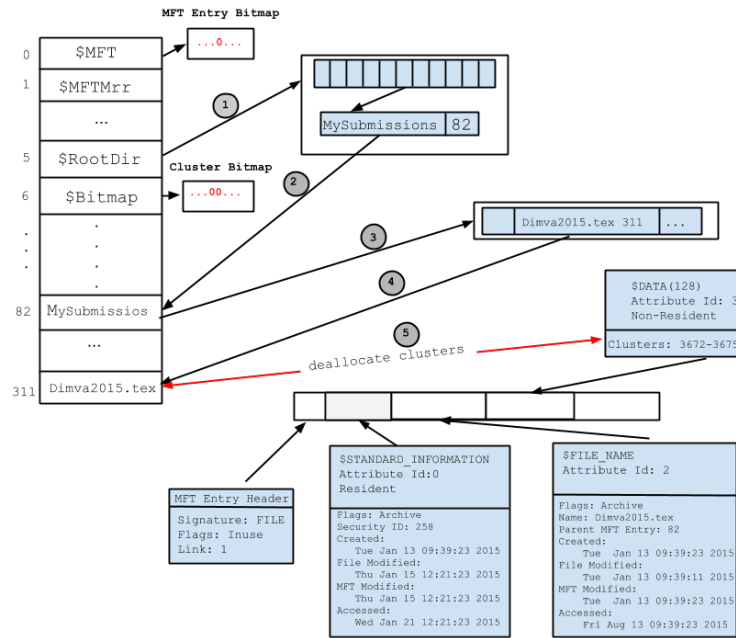 MFT Entry Bitmap
...0...
0 $MFT
1 $MFTMrr
...
5 $RootDir
6 $Bitmap
.
.
.
.
.
.
.
82 MySubmissios
...
311 Dimva2015.tex
1
MySubmissions 82
Cluster Bitmap
...00...
2
3
Dimva2015.tex 311 ...
4
5
deallocate clusters
$DATA(128)
Attribute Id: 3
Non-Resident
Clusters: 3672-3675
MFT Entry Header
Signature: FILE
Flags: Inuse
Link: 1
$STANDARD_INFORMATION
Attribute Id:0
Resident
Flags: Archive
Security ID: 258
Created:
Tue Jan 13 09:39:23 2015
File Modified:
Thu Jan 15 12:21:23 2015
MFT Modified:
Thu Jan 15 12:21:23 2015
Accessed:
Wed Jan 21 12:21:23 2015
$FILE_NAME
Attribute Id: 2
Flags: Archive
Name: Dimva2015.tex
Parent MFT Entry: 82
Created:
Tue Jan 13 09:39:23 2015
File Modified:
Tue Jan 13 09:39:11 2015
MFT Modified:
Tue Jan 13 09:39:23 2015
Accessed:
Fri Aug 13 09:39:23 2015